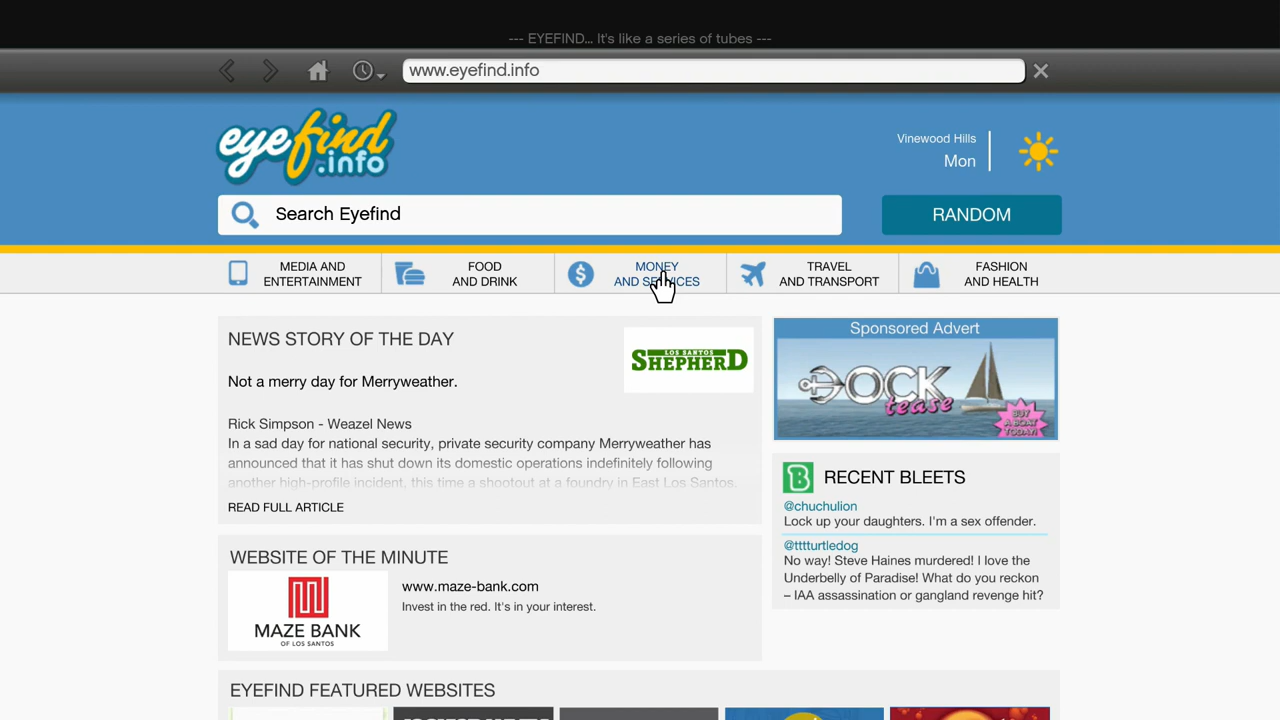 --- EYEFIND... It's like a series of tubes ---
www.eyefind.info
eyefind
.info
Vinewood Hills
Mon
Search Eyefind
RANDOM
MEDIA AND
ENTERTAINMENT
FOOD
AND DRINK
MONEY
AND SERVICES
TRAVEL
AND TRANSPORT
FASHION
AND HEALTH
NEWS STORY OF THE DAY
LOS SANTOS
SHEPHERD
Not a merry day for Merryweather.
Rick Simpson - Weazel News
In a sad day for national security, private security company Merryweather has
announced that it has shut down its domestic operations indefinitely following
another high-profile incident, this time a shootout at a foundry in East Los Santos.
READ FULL ARTICLE
Sponsored Advert
DOCK
tease
BUY
A BOAT
TODAY!
RECENT BLEETS
@chuchulion
Lock up your daughters. I'm a sex offender.
@tttturtledog
No way! Steve Haines murdered! I love the
Underbelly of Paradise! What do you reckon
– IAA assassination or gangland revenge hit?
WEBSITE OF THE MINUTE
MAZE BANK
OF LOS SANTOS
www.maze-bank.com
Invest in the red. It's in your interest.
EYEFIND FEATURED WEBSITES